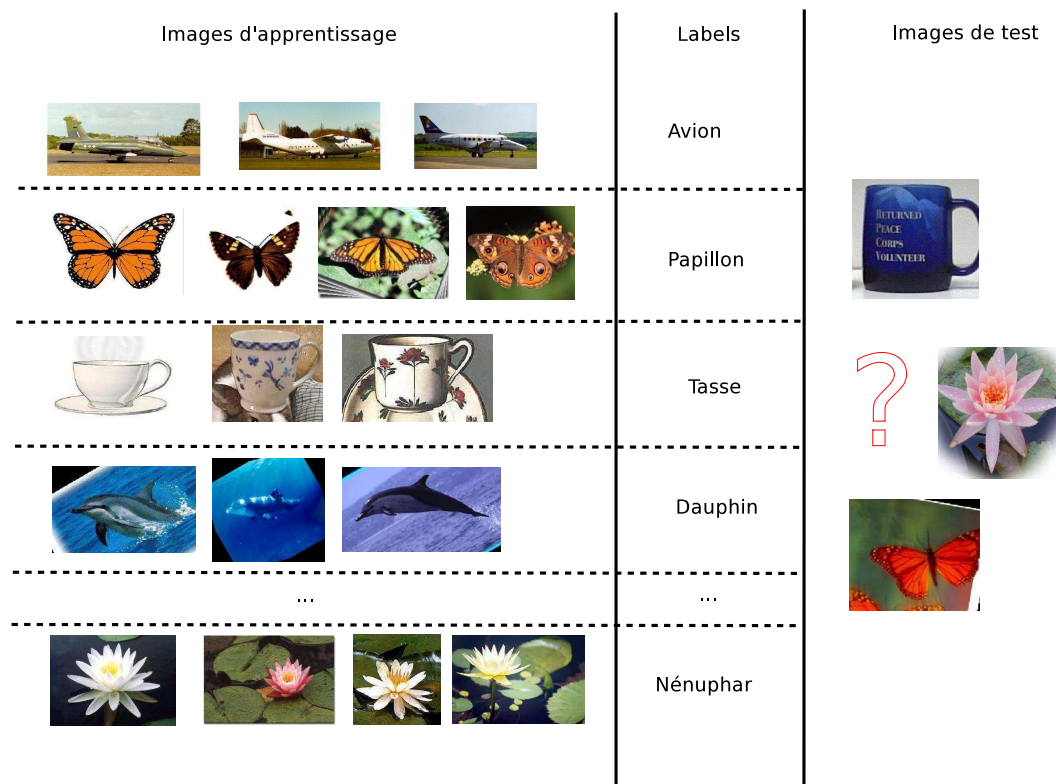 Images d'apprentissage
Labels
Images de test
Avion
Papillon
RETURNED
PEACE
CORPS
VOLUNTEER
Tasse
?
Dauphin
...
...
Nénuphar